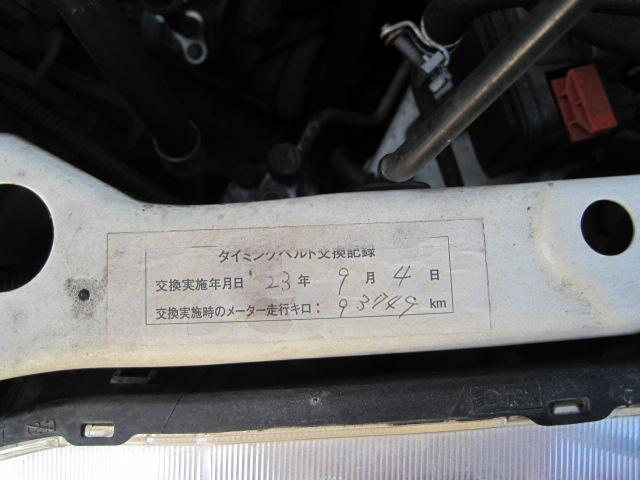 タイミングベルト交換記録
交換実施年月日 '23年 9月 4日
交換実施時のメーター走行キロ: 93749 km